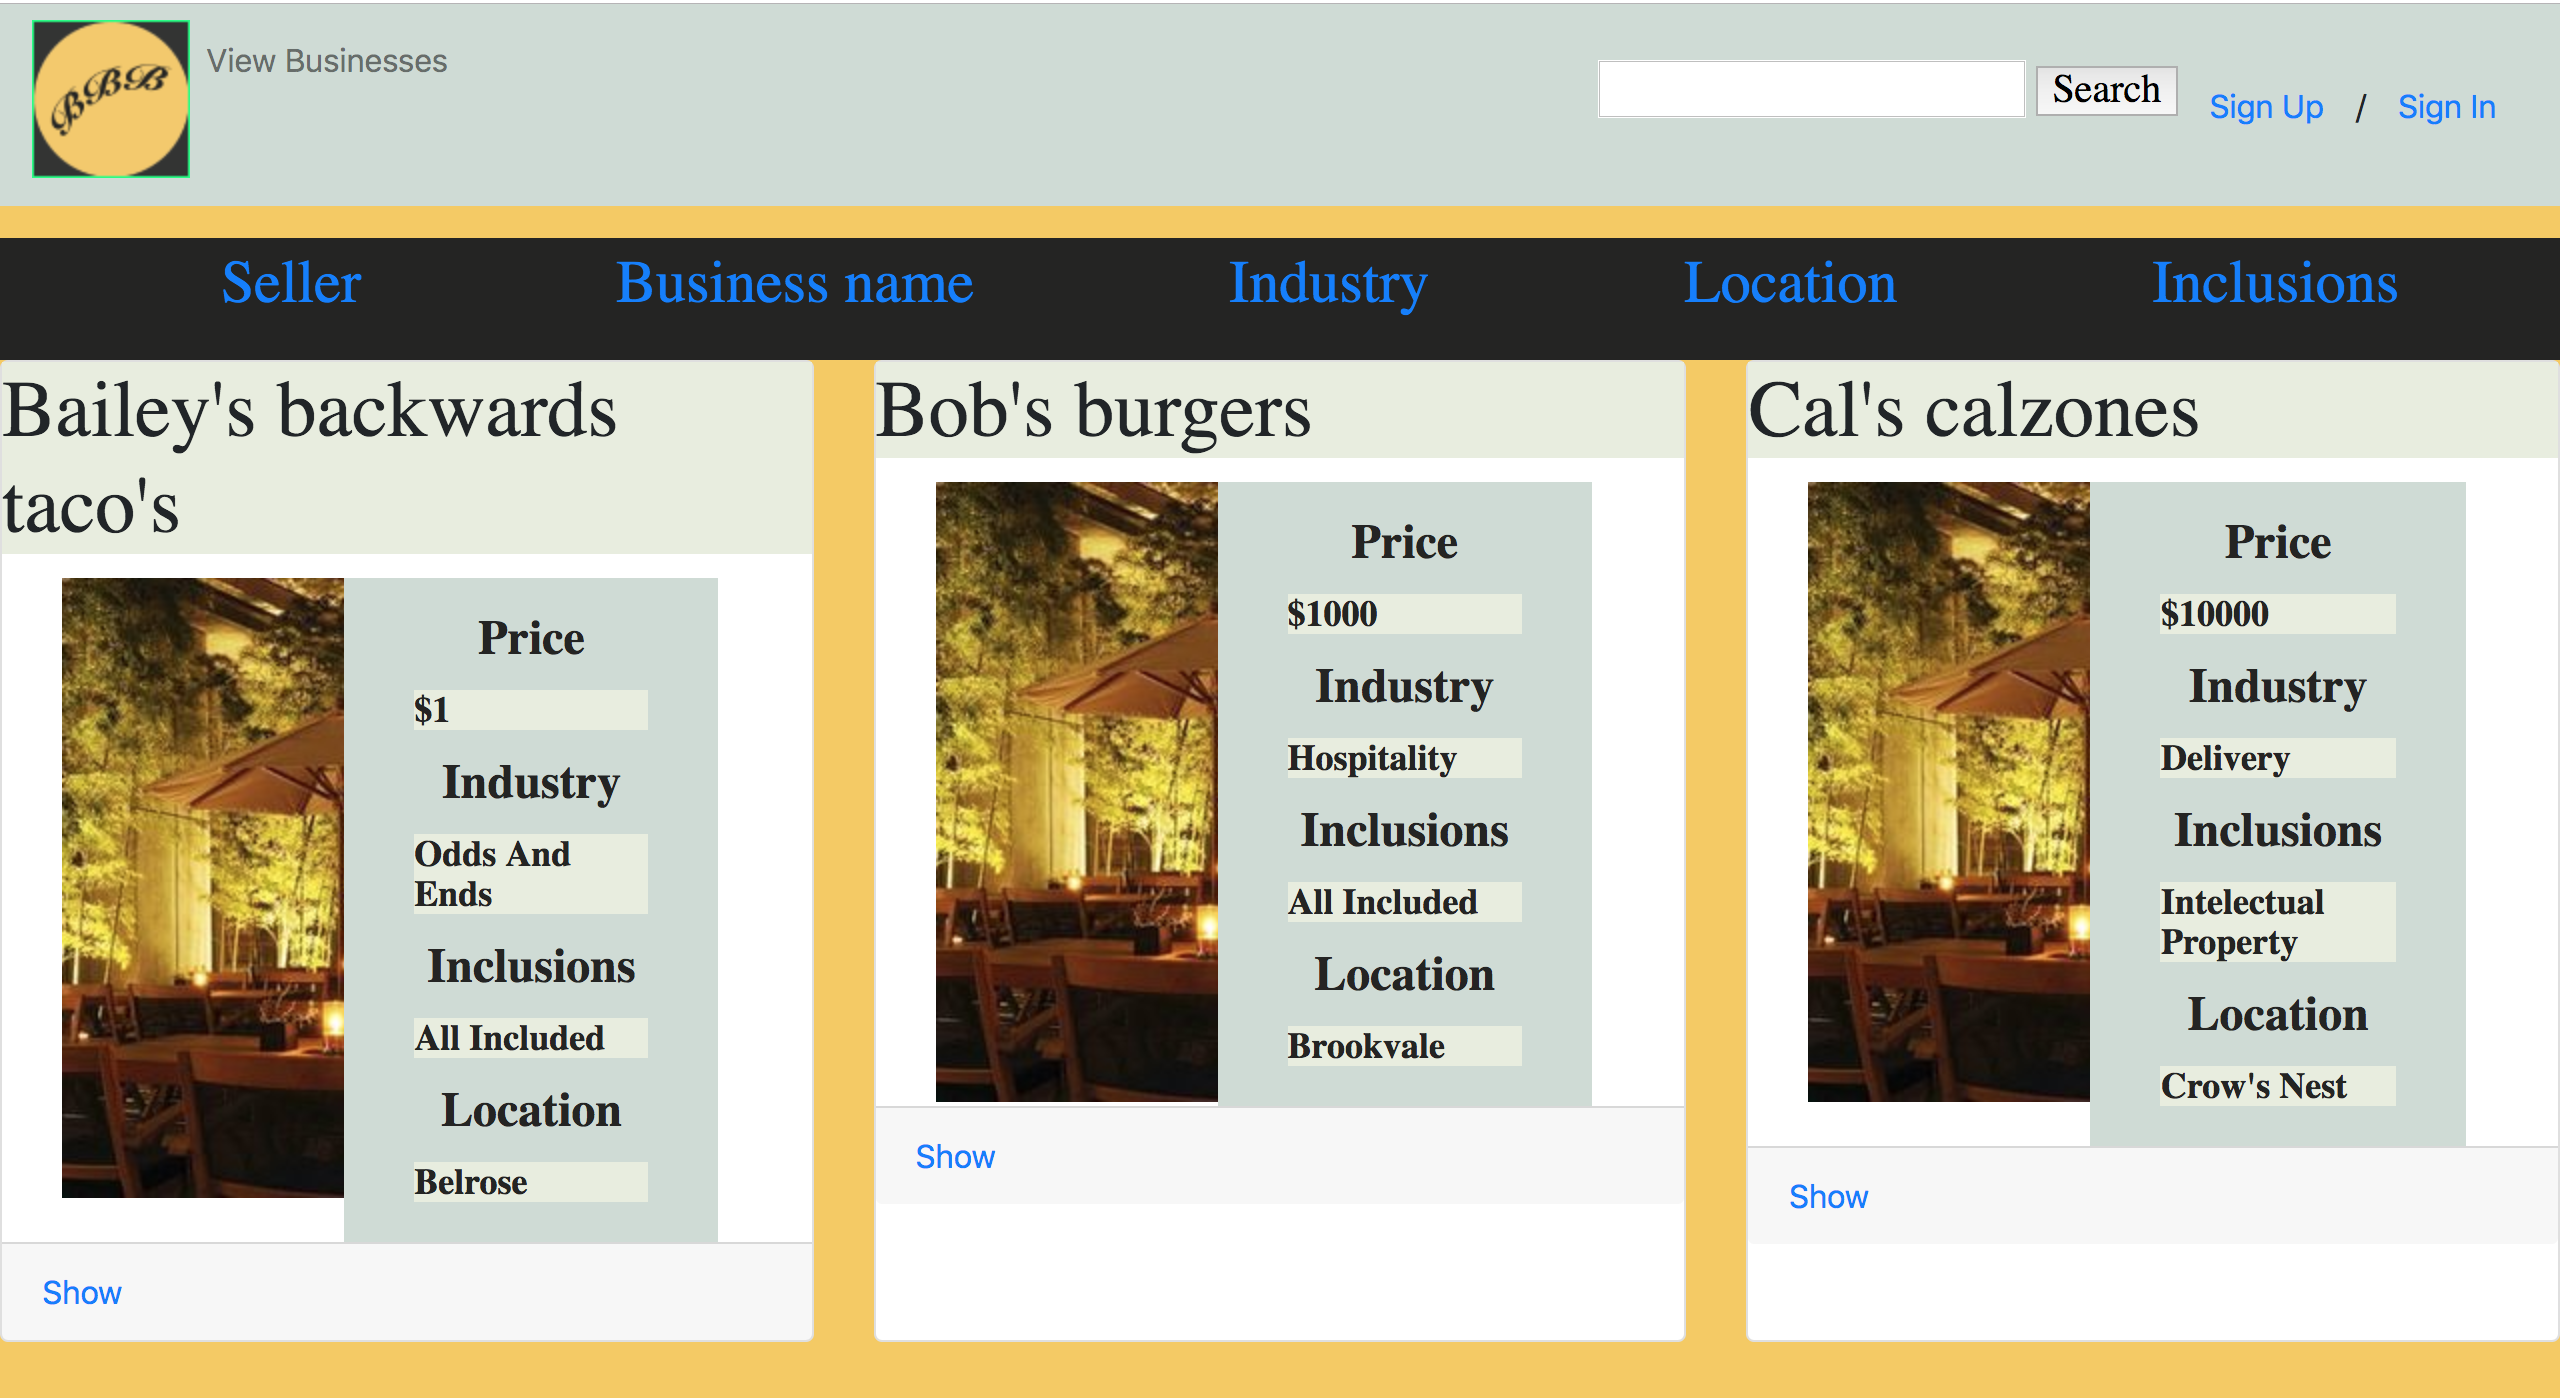 BBB
View Businesses
Search
Sign Up / Sign In
Seller Business name Industry Location Inclusions
Bailey's backwards
taco's
Price
$1
Industry
Odds And
Ends
Inclusions
All Included
Location
Belrose
Show
Bob's burgers
Price
$1000
Industry
Hospitality
Inclusions
All Included
Location
Brookvale
Show
Cal's calzones
Price
$10000
Industry
Delivery
Inclusions
Intelectual
Property
Location
Crow's Nest
Show